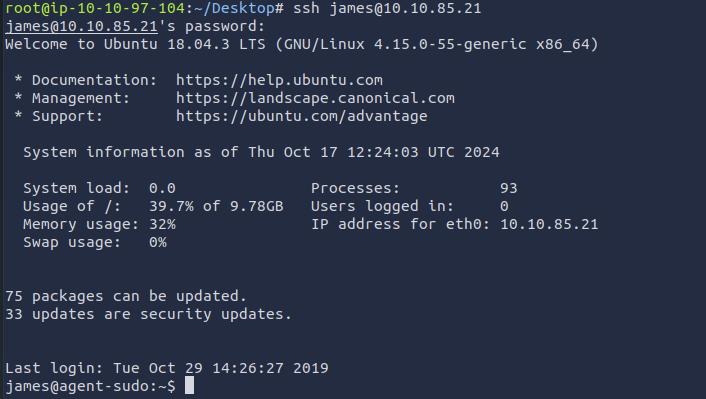 root@ip-10-10-97-104:~/Desktop# ssh james@10.10.85.21
james@10.10.85.21's password:
Welcome to Ubuntu 18.04.3 LTS (GNU/Linux 4.15.0-55-generic x86_64)
* Documentation:  https://help.ubuntu.com
* Management:     https://landscape.canonical.com
* Support:        https://ubuntu.com/advantage
System information as of Thu Oct 17 12:24:03 UTC 2024
System load:  0.0               Processes:           93
Usage of /:   39.7% of 9.78GB   Users logged in:     0
Memory usage: 32%               IP address for eth0: 10.10.85.21
Swap usage:   0%
75 packages can be updated.
33 updates are security updates.
Last login: Tue Oct 29 14:26:27 2019
james@agent-sudo:~$